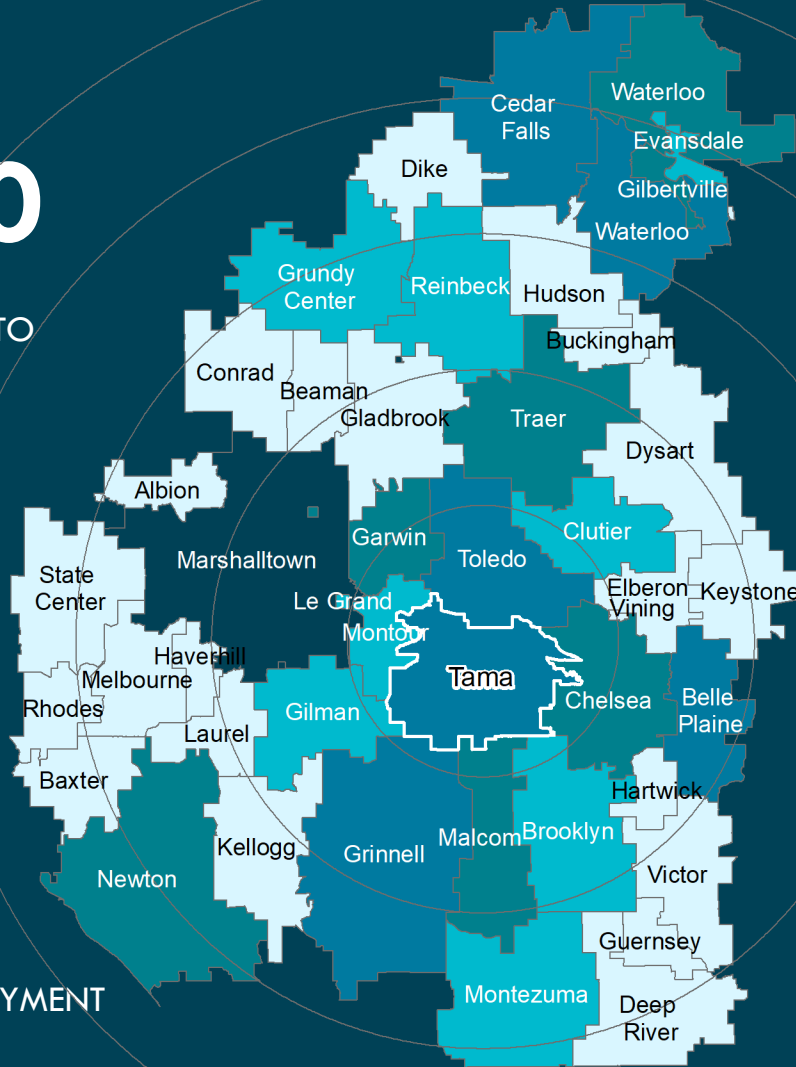 Waterloo
Cedar
Falls
Evansdale
Dike
Gilbertville
Waterloo
Grundy
Center
Reinbeck
Hudson
TO
Buckingham
Conrad
Beaman
Gladbrook
Traer
Dysart
Albion
Clutier
Garwin
Toledo
Marshalltown
State
Center
Elberon
Keystone
Le Grand
Vining
Montour
Haverhill
Melbourne
Tama
Rhodes
Gilman
Chelsea
Belle
Plaine
Laurel
Baxter
Hartwick
Malcom
Brooklyn
Kellogg
Grinnell
Newton
Victor
Guernsey
YMENT
Montezuma
Deep
River